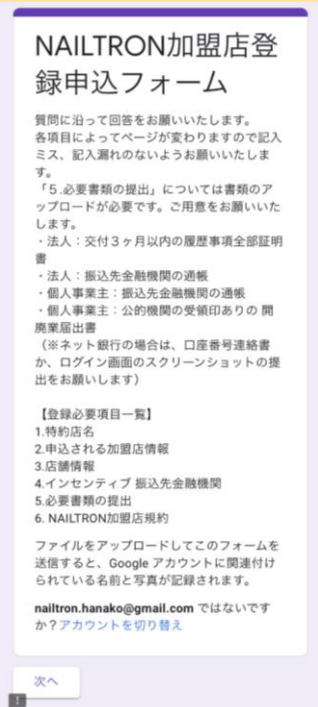 NAILTRON加盟店登
録申込フォーム
質問に沿って回答をお願いいたします。
各項目によってページが変わりますので記入
ミス、記入漏れのないようお願いいたしま
す。
「５.必要書類の提出」については書類のア
ップロードが必要です。ご用意をお願いいた
します。
・法人：交付３ヶ月以内の履歴事項全部証明
書
・法人：振込先金融機関の通帳
・個人事業主：振込先金融機関の通帳
・個人事業主：公的機関の受領印ありの 開
廃業届出書
（※ネット銀行の場合は、口座番号連絡書
か、ログイン画面のスクリーンショットの提
出をお願いします）
【登録必要項目一覧】
1.特約店名
2.申込される加盟店情報
3.店舗情報
4.インセンティブ 振込先金融機関
5.必要書類の提出
6. NAILTRON加盟店規約
ファイルをアップロードしてこのフォームを
送信すると、Google アカウントに関連付け
られている名前と写真が記録されます。
nailtron.hanako@gmail.com ではないです
か？アカウントを切り替え
次へ